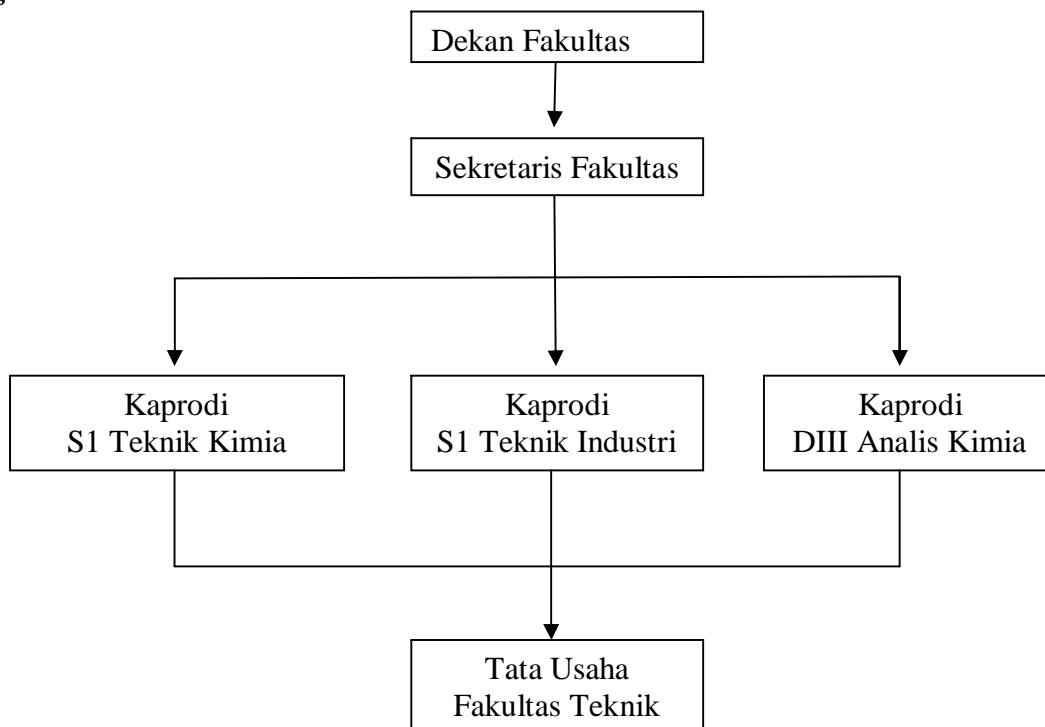 Dekan Fakultas
Sekretaris Fakultas
Kaprodi
S1 Teknik Kimia
Kaprodi
S1 Teknik Industri
Kaprodi
DIII Analis Kimia
Tata Usaha
Fakultas Teknik